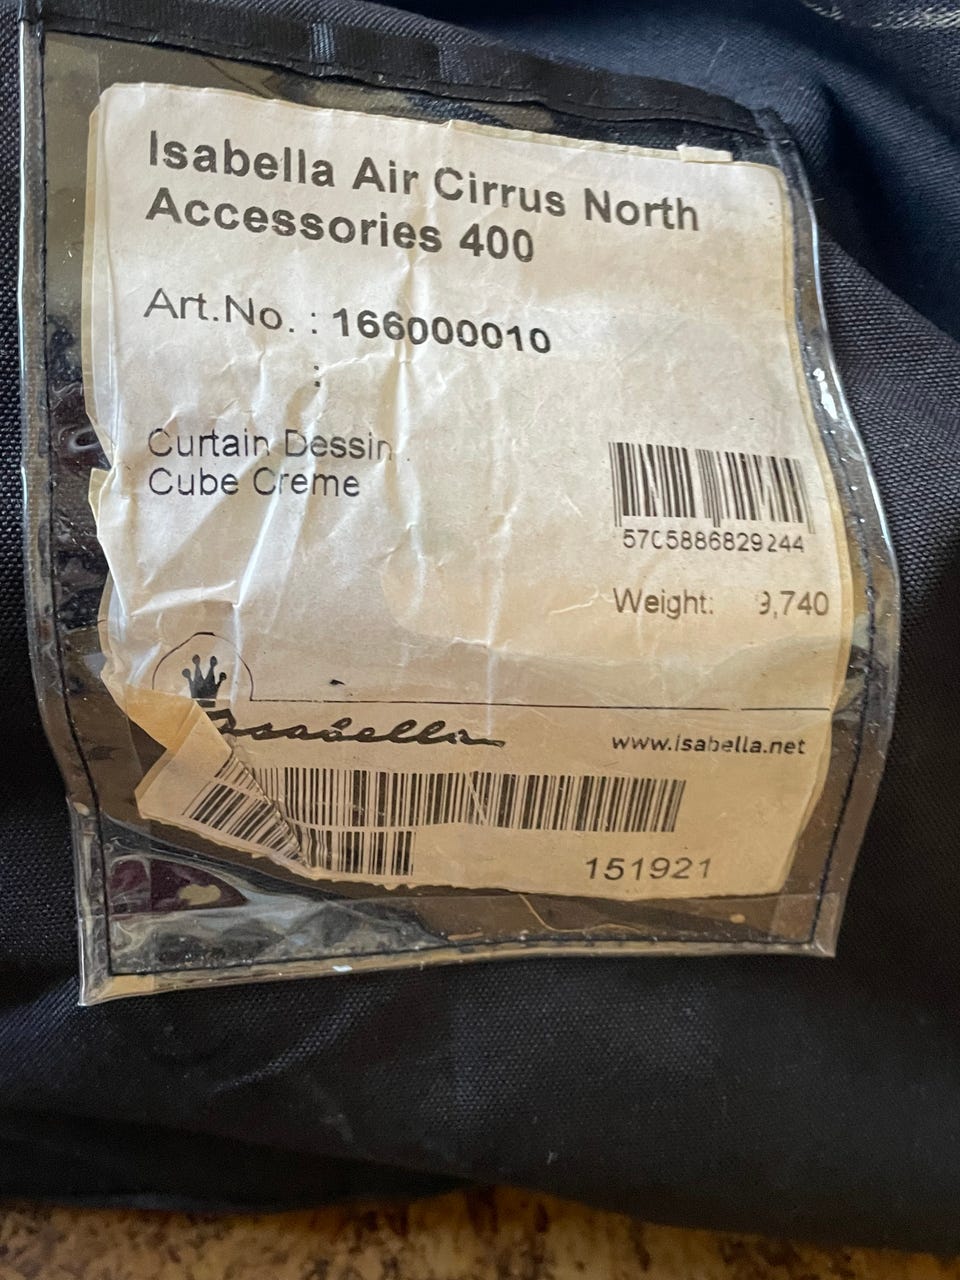 Isabella Air Cirrus North
Accessories 400
Art.No. : 166000010
:
Curtain Dessin
Cube Creme
5705886829244
Weight: 9,740
Isabella
www.isabella.net
151921